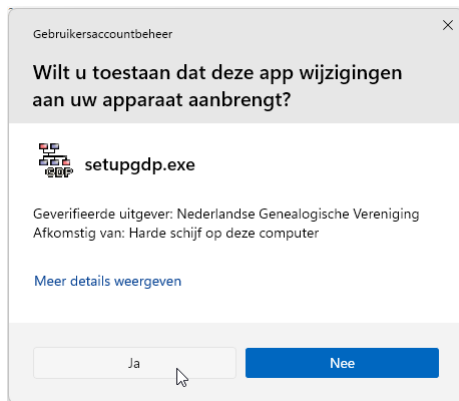 Gebruikersaccountbeheer
Wilt u toestaan dat deze app wijzigingen
aan uw apparaat aanbrengt?
GDP
setupgdp.exe
Geverifieerde uitgever: Nederlandse Genealogische Vereniging
Afkomstig van: Harde schijf op deze computer
Meer details weergeven
Ja
Nee